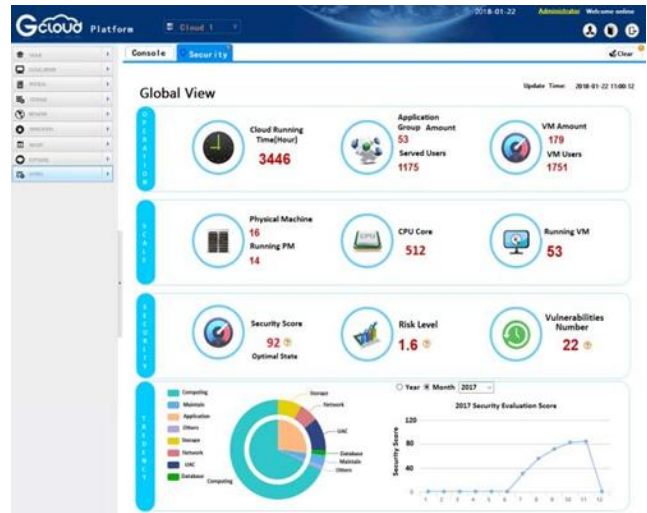 Gcloud Platform
Cloud 1
2018-01-22 Administrator Welcome online
Console
Security
Clear
Global View
Update Time: 2018-01-22 11:00:12
OPERATION
Cloud Running
Time(Hour)
3446
Application
Group Amount
53
Served Users
1175
VM Amount
179
VM Users
1751
SCALE
Physical Machine
16
Running PM
14
CPU
CPU Core
512
Running VM
53
SECURITY
Security Score
92
Optimal State
Risk Level
1.6
Vulnerabilities
Number
22
TREDENCY
Computing
Maintain
Application
Others
Storage
Network
UAC
Database
Storage
Network
UAC
Database
Maintain
Others
Computing
Year Month 2017
2017 Security Evaluation Score
Security Score
120
80
40
0
1 2 3 4 5 6 7 8 9 10 11 12